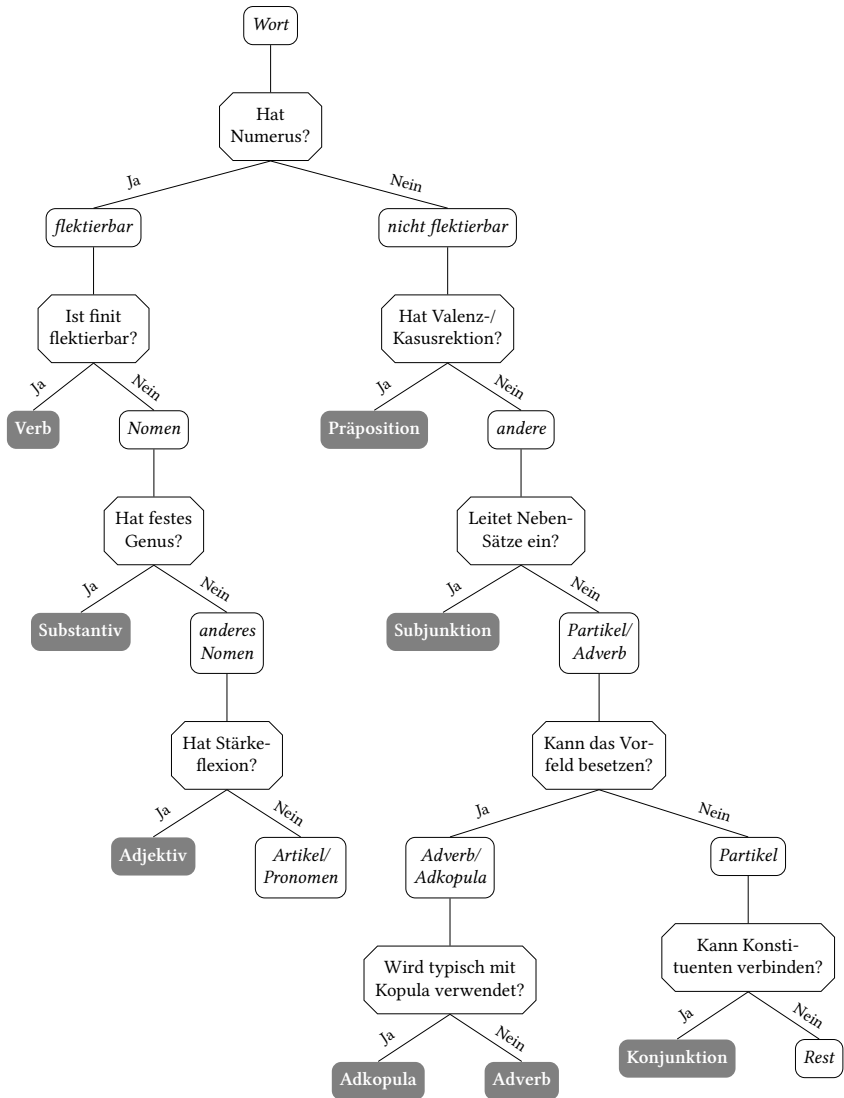 Wort
Hat
Numerus?
Ja
Nein
flektierbar
nicht flektierbar
Ist finit
flektierbar?
Hat Valenz-/
Kasusrektion?
Ja
Nein
Ja
Nein
Verb
Nomen
Präposition
andere
Hat festes
Genus?
Leitet Neben-
Sätze ein?
Ja
Nein
Ja
Nein
Substantiv
anderes
Nomen
Subjunktion
Partikel/
Adverb
Hat Stärke-
flexion?
Kann das Vor-
feld besetzen?
Ja
Nein
Ja
Nein
Adjektiv
Artikel/
Pronomen
Adverb/
Adkopula
Partikel
Wird typisch mit
Kopula verwendet?
Kann Konsti-
tuenten verbinden?
Ja
Nein
Ja
Nein
Adkopula
Adverb
Konjunktion
Rest